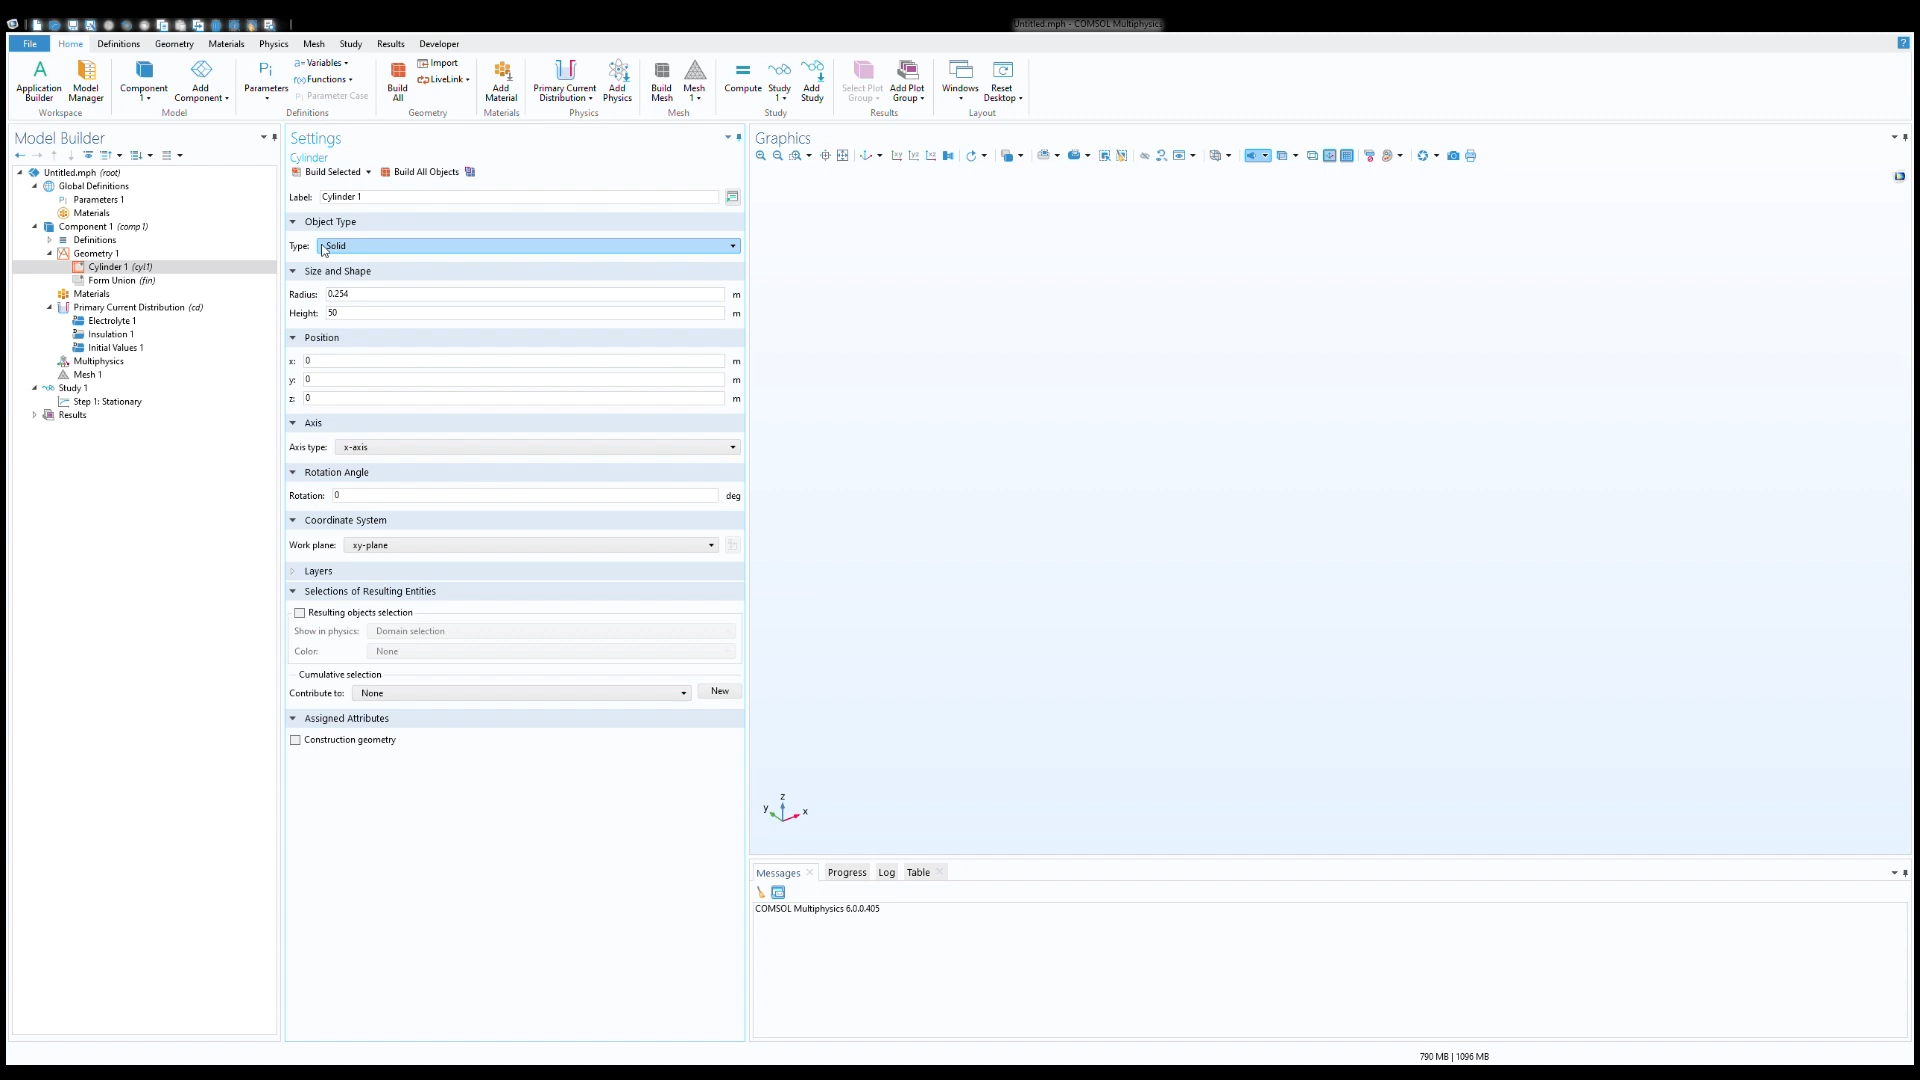 Untitled.mph - COMSOL Multiphysics
File Home Definitions Geometry Materials Physics Mesh Study Results Developer
Application Builder
Model Manager
Workspace
Component 1
Add Component
Model
Parameters
a= Variables
f(x) Functions
Pi Parameter Case
Definitions
Build All
Import
LiveLink
Geometry
Add Material
Materials
Primary Current Distribution
Add Physics
Physics
Build Mesh
Mesh 1
Mesh
Compute
Study 1
Add Study
Study
Select Plot Group
Add Plot Group
Results
Windows
Reset Desktop
Layout
Model Builder
Untitled.mph (root)
Global Definitions
Pi Parameters 1
Materials
Component 1 (comp1)
Definitions
Geometry 1
Cylinder 1 (cyl1)
Form Union (fin)
Materials
Primary Current Distribution (cd)
Electrolyte 1
Insulation 1
Initial Values 1
Multiphysics
Mesh 1
Study 1
Step 1: Stationary
Results
Settings
Cylinder
Build Selected Build All Objects
Label: Cylinder 1
Object Type
Type: Solid
Size and Shape
Radius: 0.254 m
Height: 50 m
Position
x: 0 m
y: 0 m
z: 0 m
Axis
Axis type: x-axis
Rotation Angle
Rotation: 0 deg
Coordinate System
Work plane: xy-plane
Layers
Selections of Resulting Entities
Resulting objects selection
Show in physics: Domain selection
Color: None
Cumulative selection
Contribute to: None New
Assigned Attributes
Construction geometry
Graphics
z
y x
Messages Progress Log Table
COMSOL Multiphysics 6.0.0.405
790 MB | 1096 MB